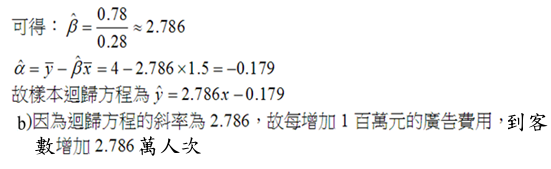 可得：β̂ = 0.78/0.28 ≈ 2.786
α̂ = ȳ − β̂x̄ = 4 − 2.786×1.5 = −0.179
故樣本迴歸方程為 ŷ = 2.786x − 0.179
b)因為迴歸方程的斜率為 2.786，故每增加 1 百萬元的廣告費用，到客
數增加 2.786 萬人次